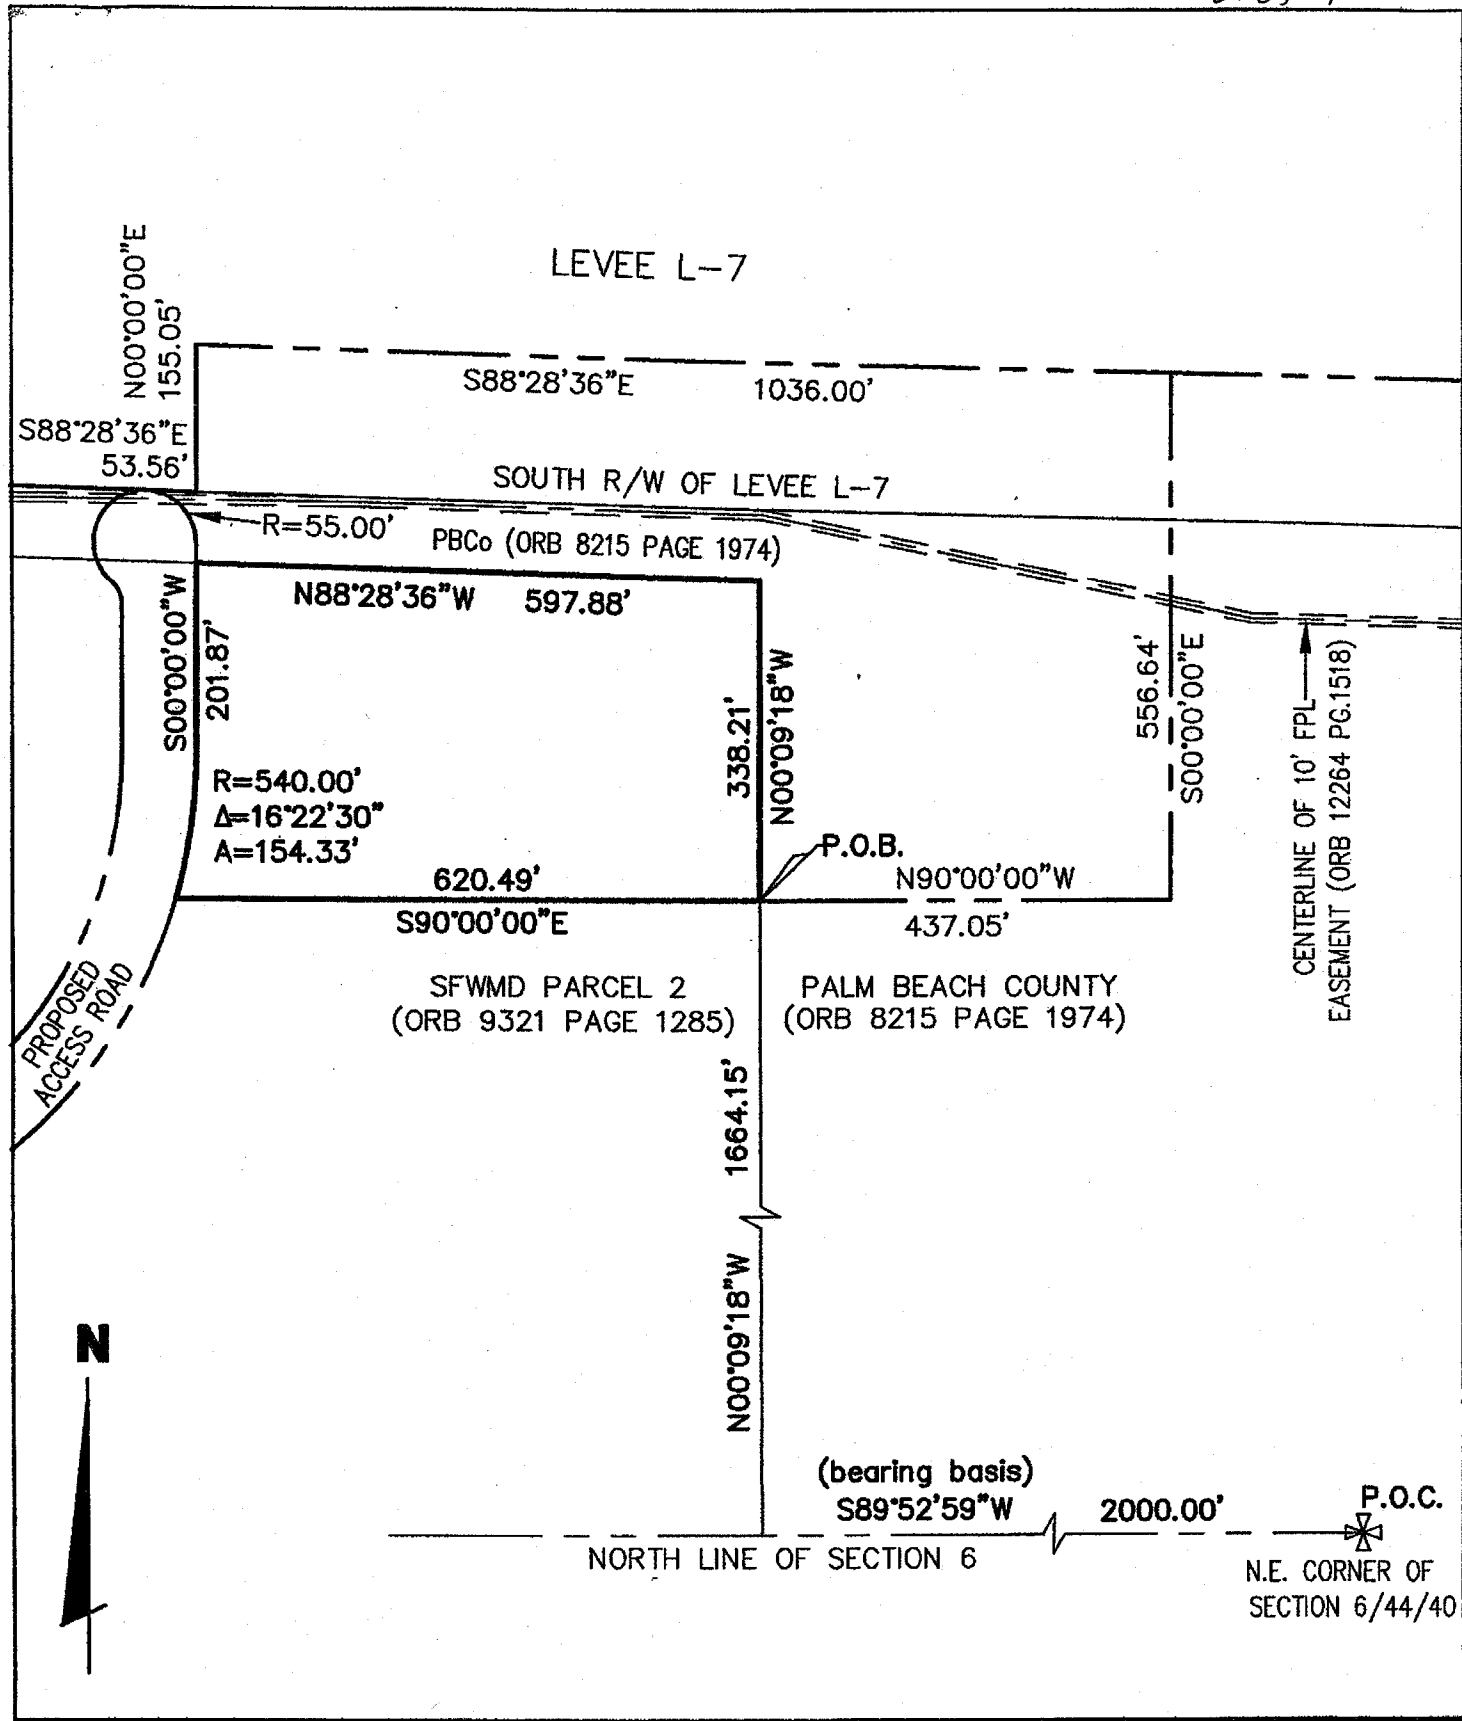 LEVEE L-7
N00°00'00"E
155.05'
S88°28'36"E 1036.00'
S88°28'36"E
53.56'
SOUTH R/W OF LEVEE L-7
R=55.00'
PBCo (ORB 8215 PAGE 1974)
N88°28'36"W 597.88'
S00°00'00"W
201.87'
338.21'
N00°09'18"W
556.64'
S00°00'00"E
CENTERLINE OF 10' FPL
EASEMENT (ORB 12264 PG.1518)
R=540.00'
Δ=16°22'30"
A=154.33'
P.O.B.
620.49'
S90°00'00"E
N90°00'00"W
437.05'
PROPOSED
ACCESS ROAD
SFWMD PARCEL 2
(ORB 9321 PAGE 1285)
PALM BEACH COUNTY
(ORB 8215 PAGE 1974)
1664.15'
N00°09'18"W
N
(bearing basis)
S89°52'59"W 2000.00'
P.O.C.
NORTH LINE OF SECTION 6
N.E. CORNER OF
SECTION 6/44/40